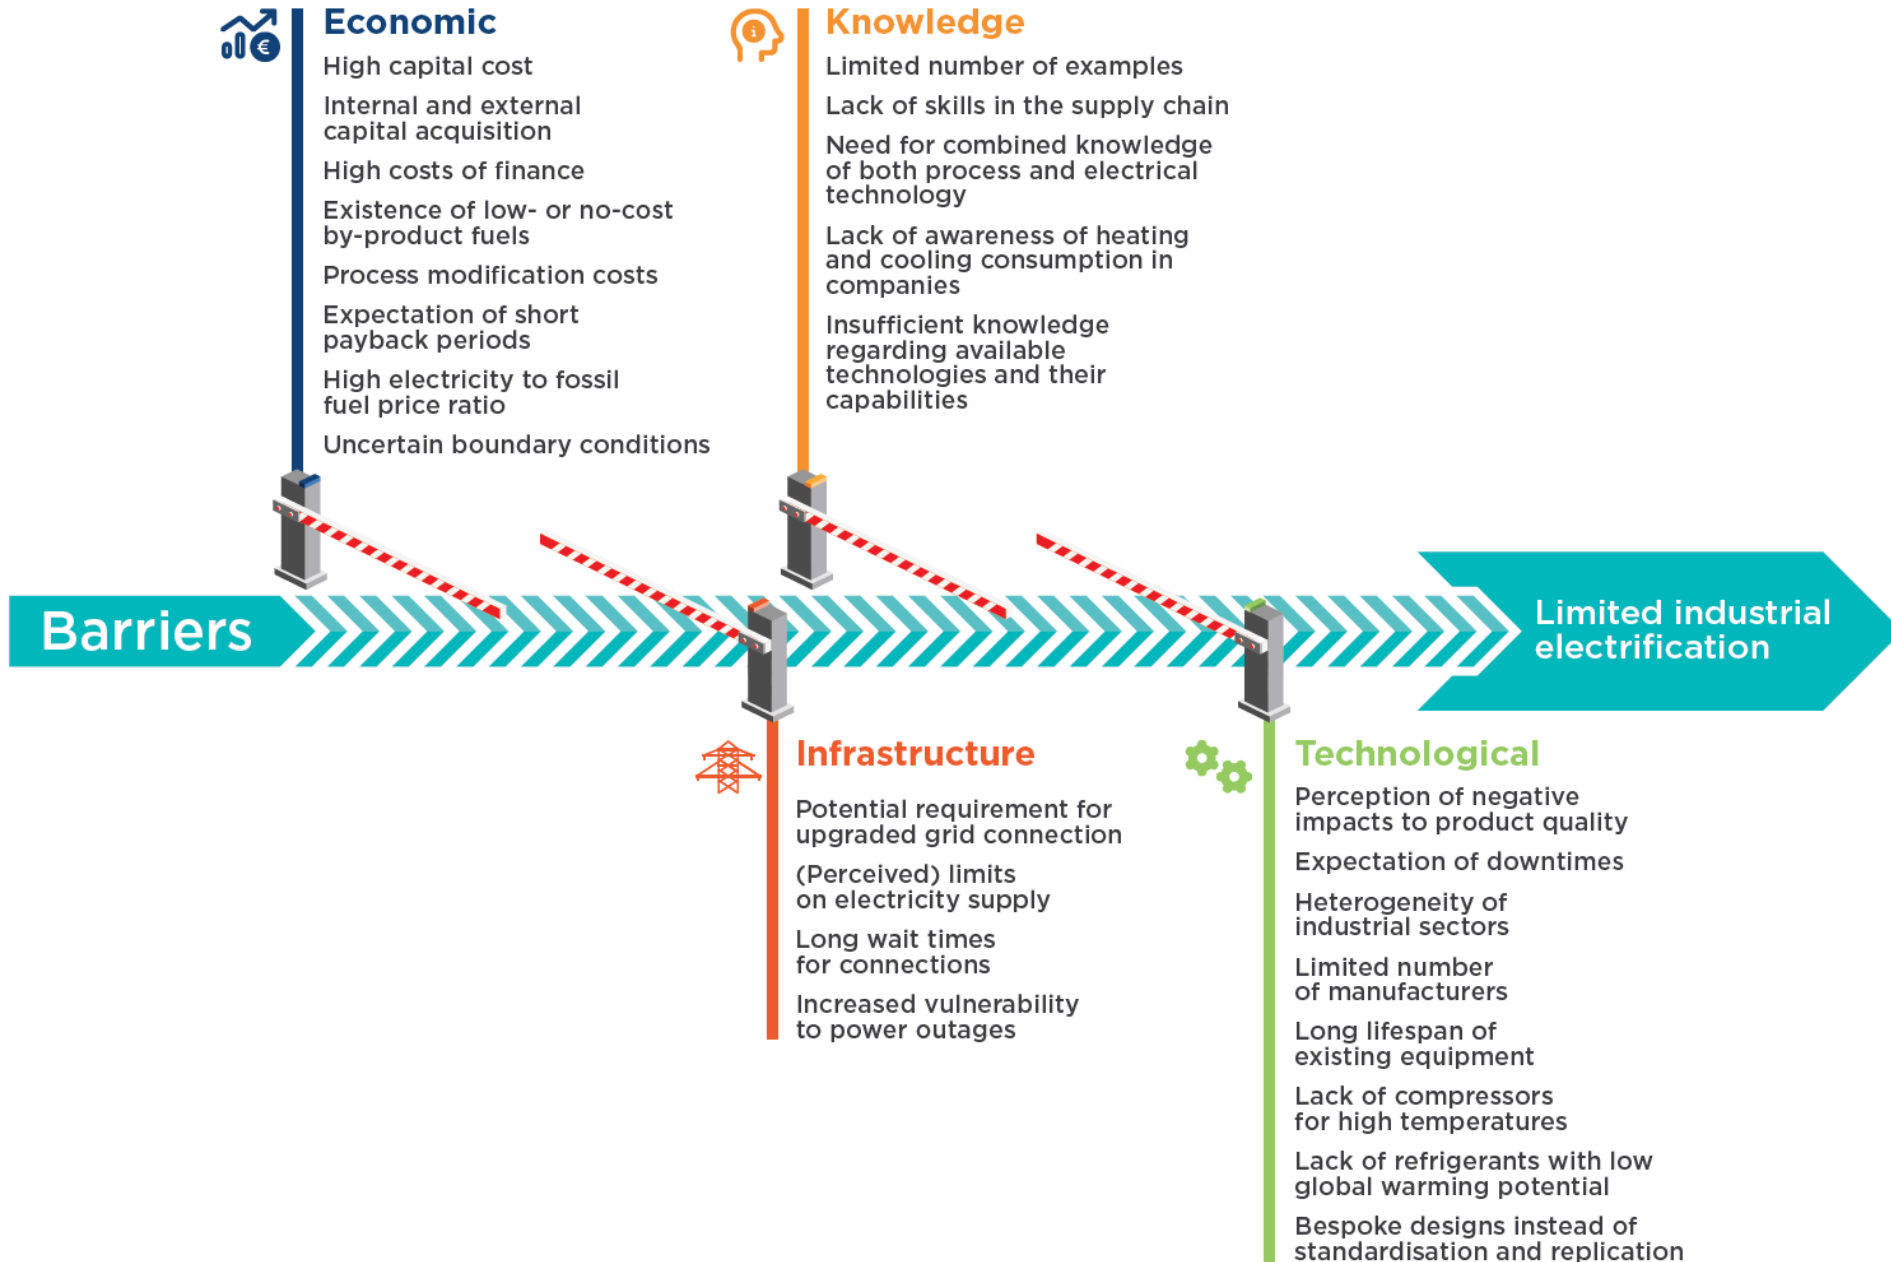 Economic
High capital cost
Internal and external
capital acquisition
High costs of finance
Existence of low- or no-cost
by-product fuels
Process modification costs
Expectation of short
payback periods
High electricity to fossil
fuel price ratio
Uncertain boundary conditions
Knowledge
Limited number of examples
Lack of skills in the supply chain
Need for combined knowledge
of both process and electrical
technology
Lack of awareness of heating
and cooling consumption in
companies
Insufficient knowledge
regarding available
technologies and their
capabilities
Barriers
Limited industrial
electrification
Infrastructure
Potential requirement for
upgraded grid connection
(Perceived) limits
on electricity supply
Long wait times
for connections
Increased vulnerability
to power outages
Technological
Perception of negative
impacts to product quality
Expectation of downtimes
Heterogeneity of
industrial sectors
Limited number
of manufacturers
Long lifespan of
existing equipment
Lack of compressors
for high temperatures
Lack of refrigerants with low
global warming potential
Bespoke designs instead of
standardisation and replication